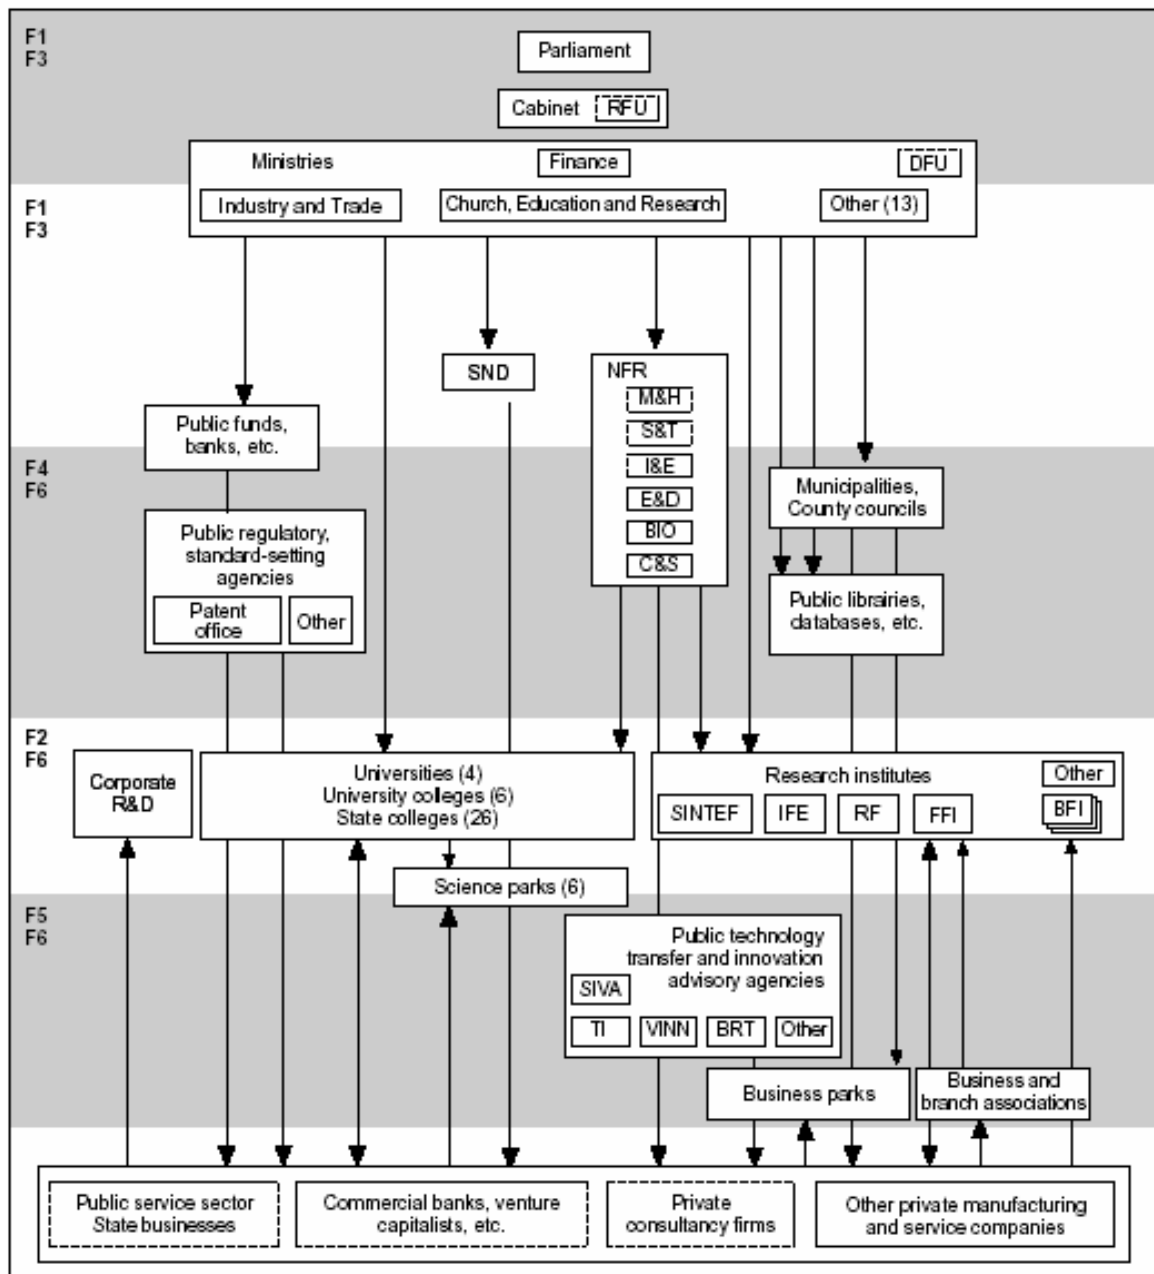 F1
F3
Parliament
Cabinet RFU
Ministries Finance DFU
Industry and Trade Church, Education and Research Other (13)
F1
F3
SND
NFR
M&H
S&T
I&E
E&D
BIO
C&S
Public funds,
banks, etc.
F4
F6
Municipalities,
County councils
Public regulatory,
standard-setting
agencies
Patent
office
Other
Public librairies,
databases, etc.
F2
F6
Corporate
R&D
Universities (4)
University colleges (6)
State colleges (26)
Research institutes
Other
SINTEF IFE RF FFI BFI
Science parks (6)
F5
F6
Public technology
transfer and innovation
advisory agencies
SIVA
TI VINN BRT Other
Business parks
Business and
branch associations
Public service sector
State businesses
Commercial banks, venture
capitalists, etc.
Private
consultancy firms
Other private manufacturing
and service companies